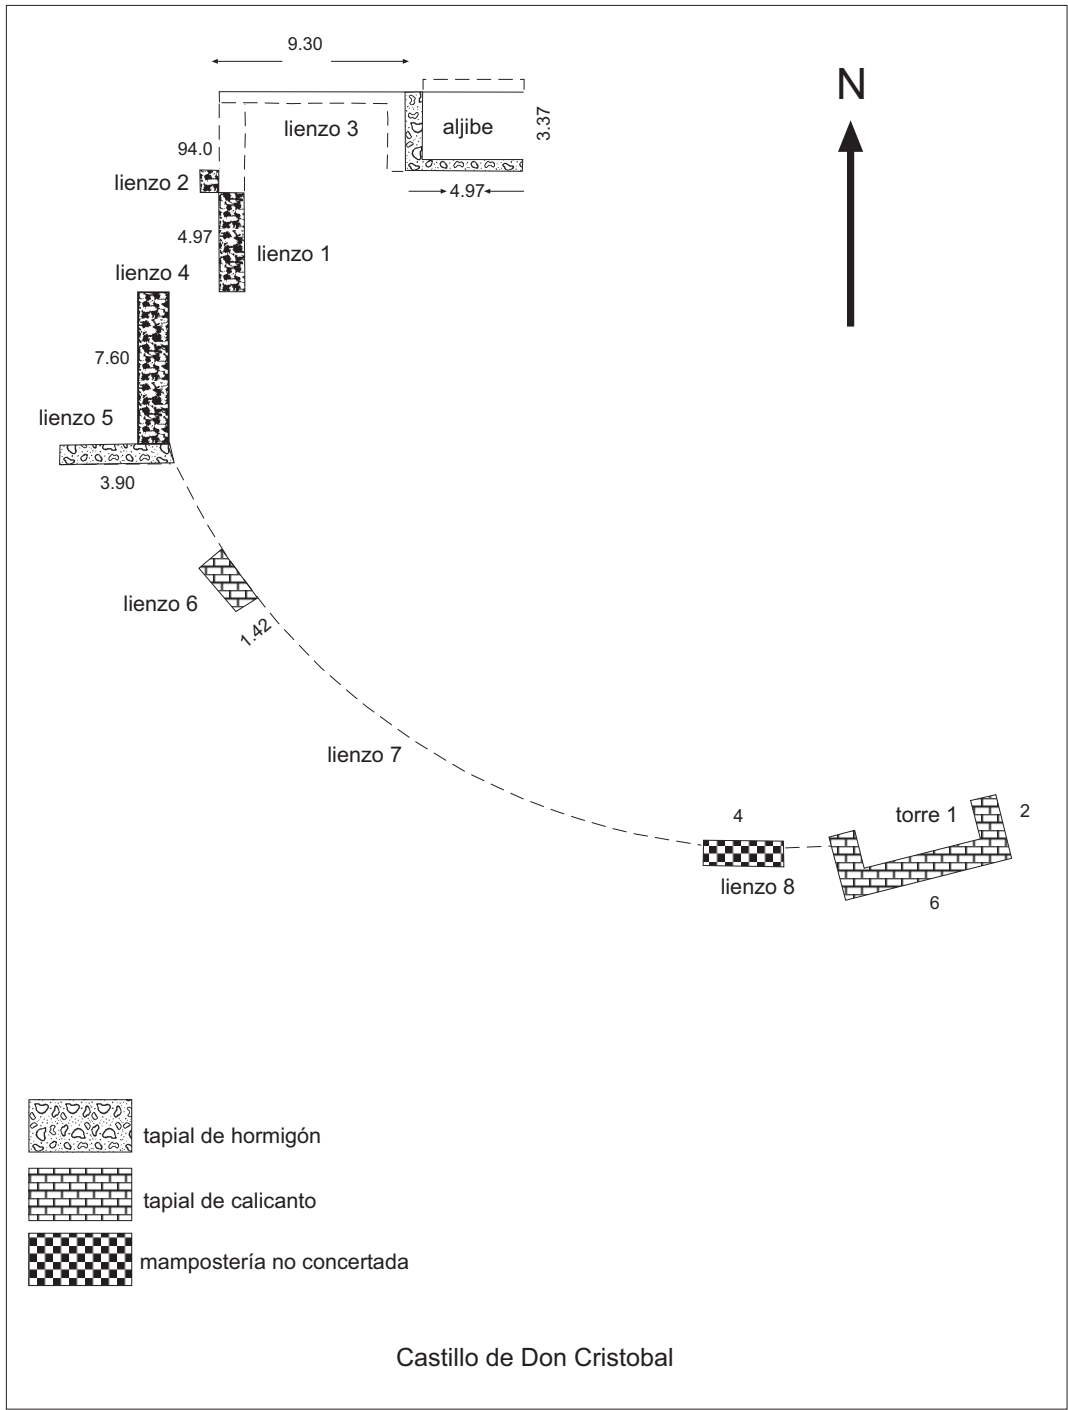 9.30
N
lienzo 3
aljibe
3.37
94.0
lienzo 2
4.97
4.97
lienzo 1
lienzo 4
7.60
lienzo 5
3.90
lienzo 6
1.42
lienzo 7
4
torre 1
2
lienzo 8
6
tapial de hormigón
tapial de calicanto
mampostería no concertada
Castillo de Don Cristobal